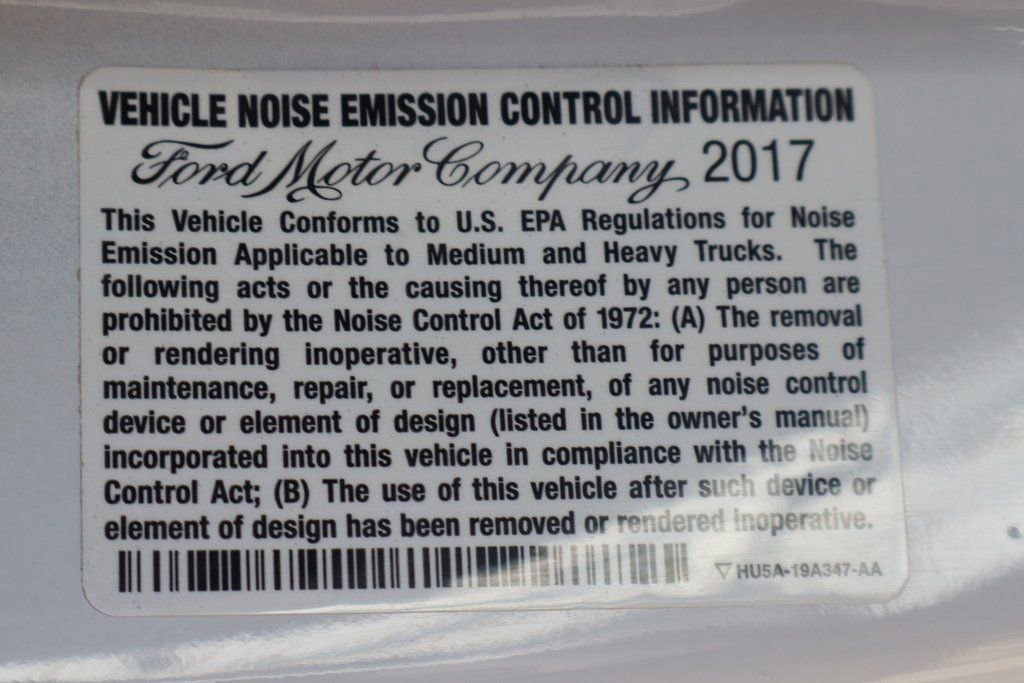 VEHICLE NOISE EMISSION CONTROL INFORMATION
Ford Motor Company 2017
This Vehicle Conforms to U.S. EPA Regulations for Noise
Emission Applicable to Medium and Heavy Trucks. The
following acts or the causing thereof by any person are
prohibited by the Noise Control Act of 1972: (A) The removal
or rendering inoperative, other than for purposes of
maintenance, repair, or replacement, of any noise control
device or element of design (listed in the owner's manual)
incorporated into this vehicle in compliance with the Noise
Control Act; (B) The use of this vehicle after such device or
element of design has been removed or rendered inoperative.
HU5A-19A347-AA